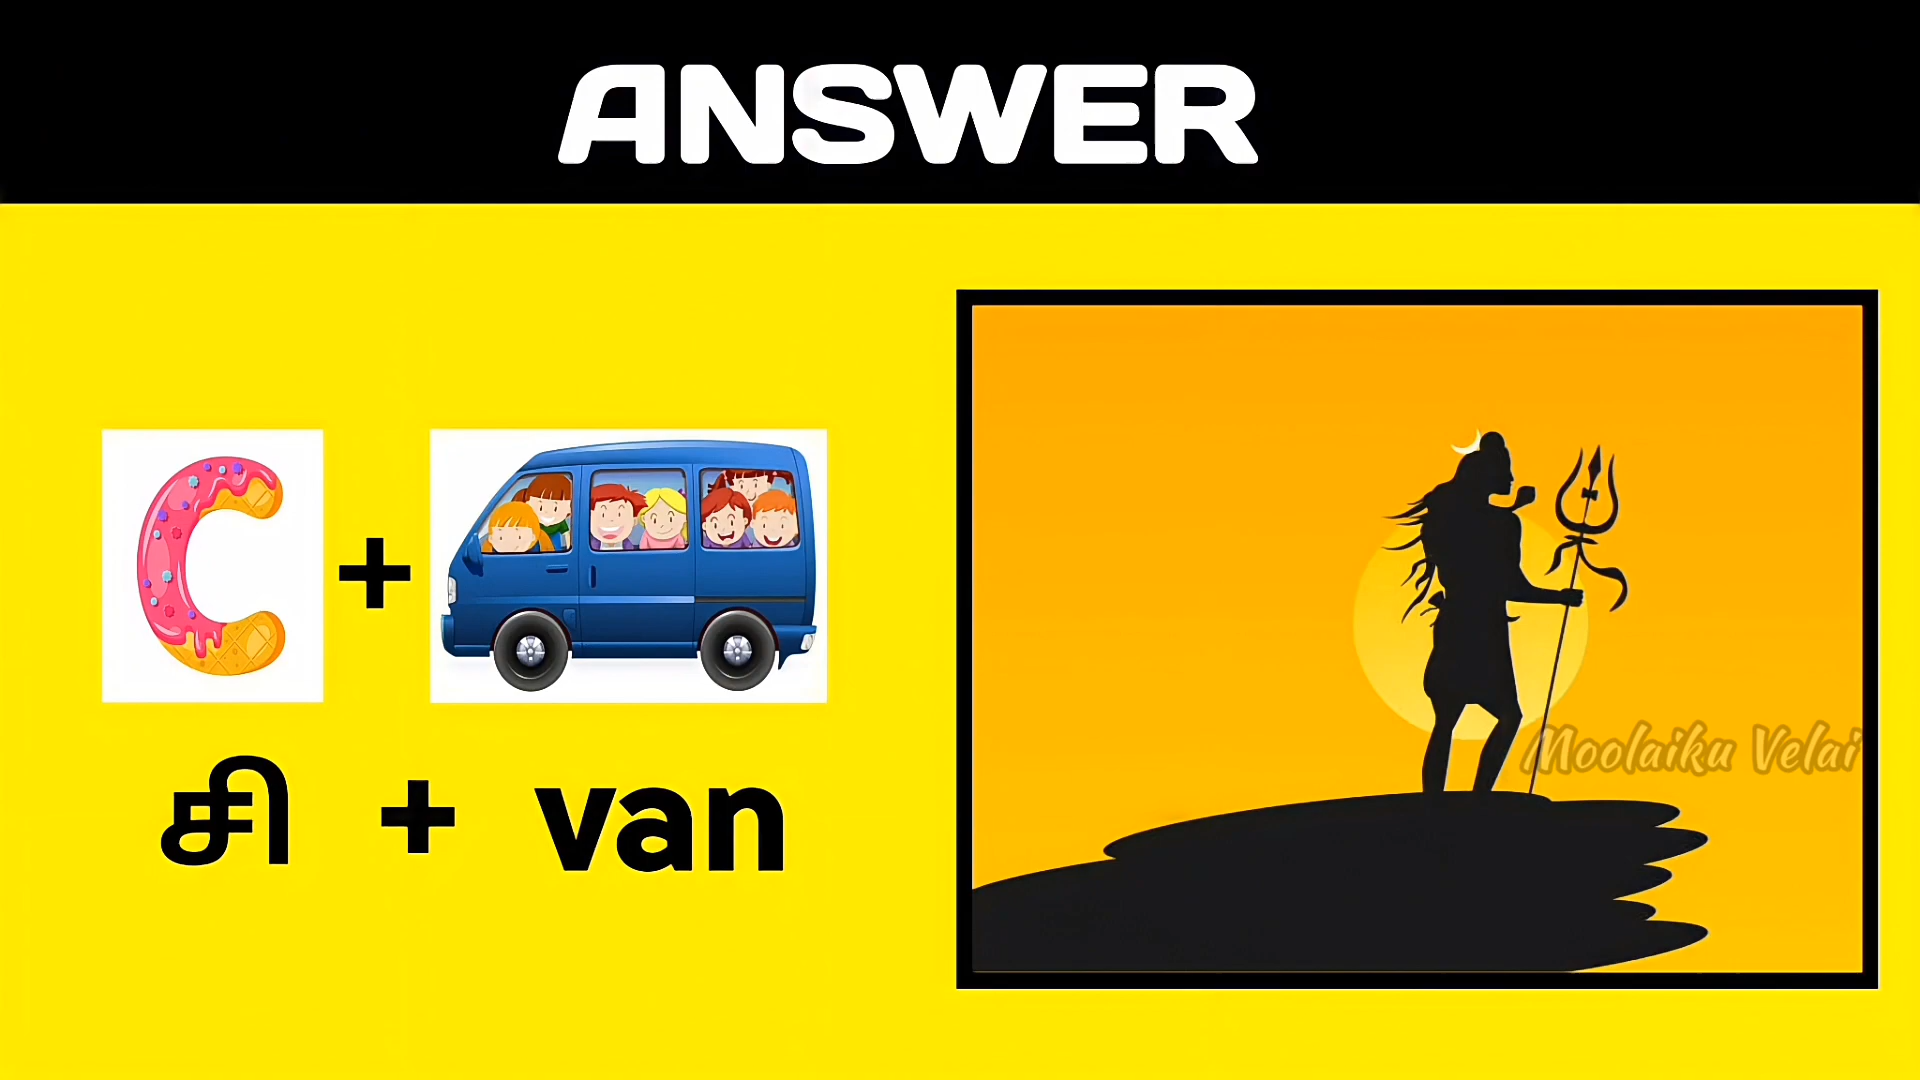 ANSWER
C +
சி + van
Moolaiku Velai